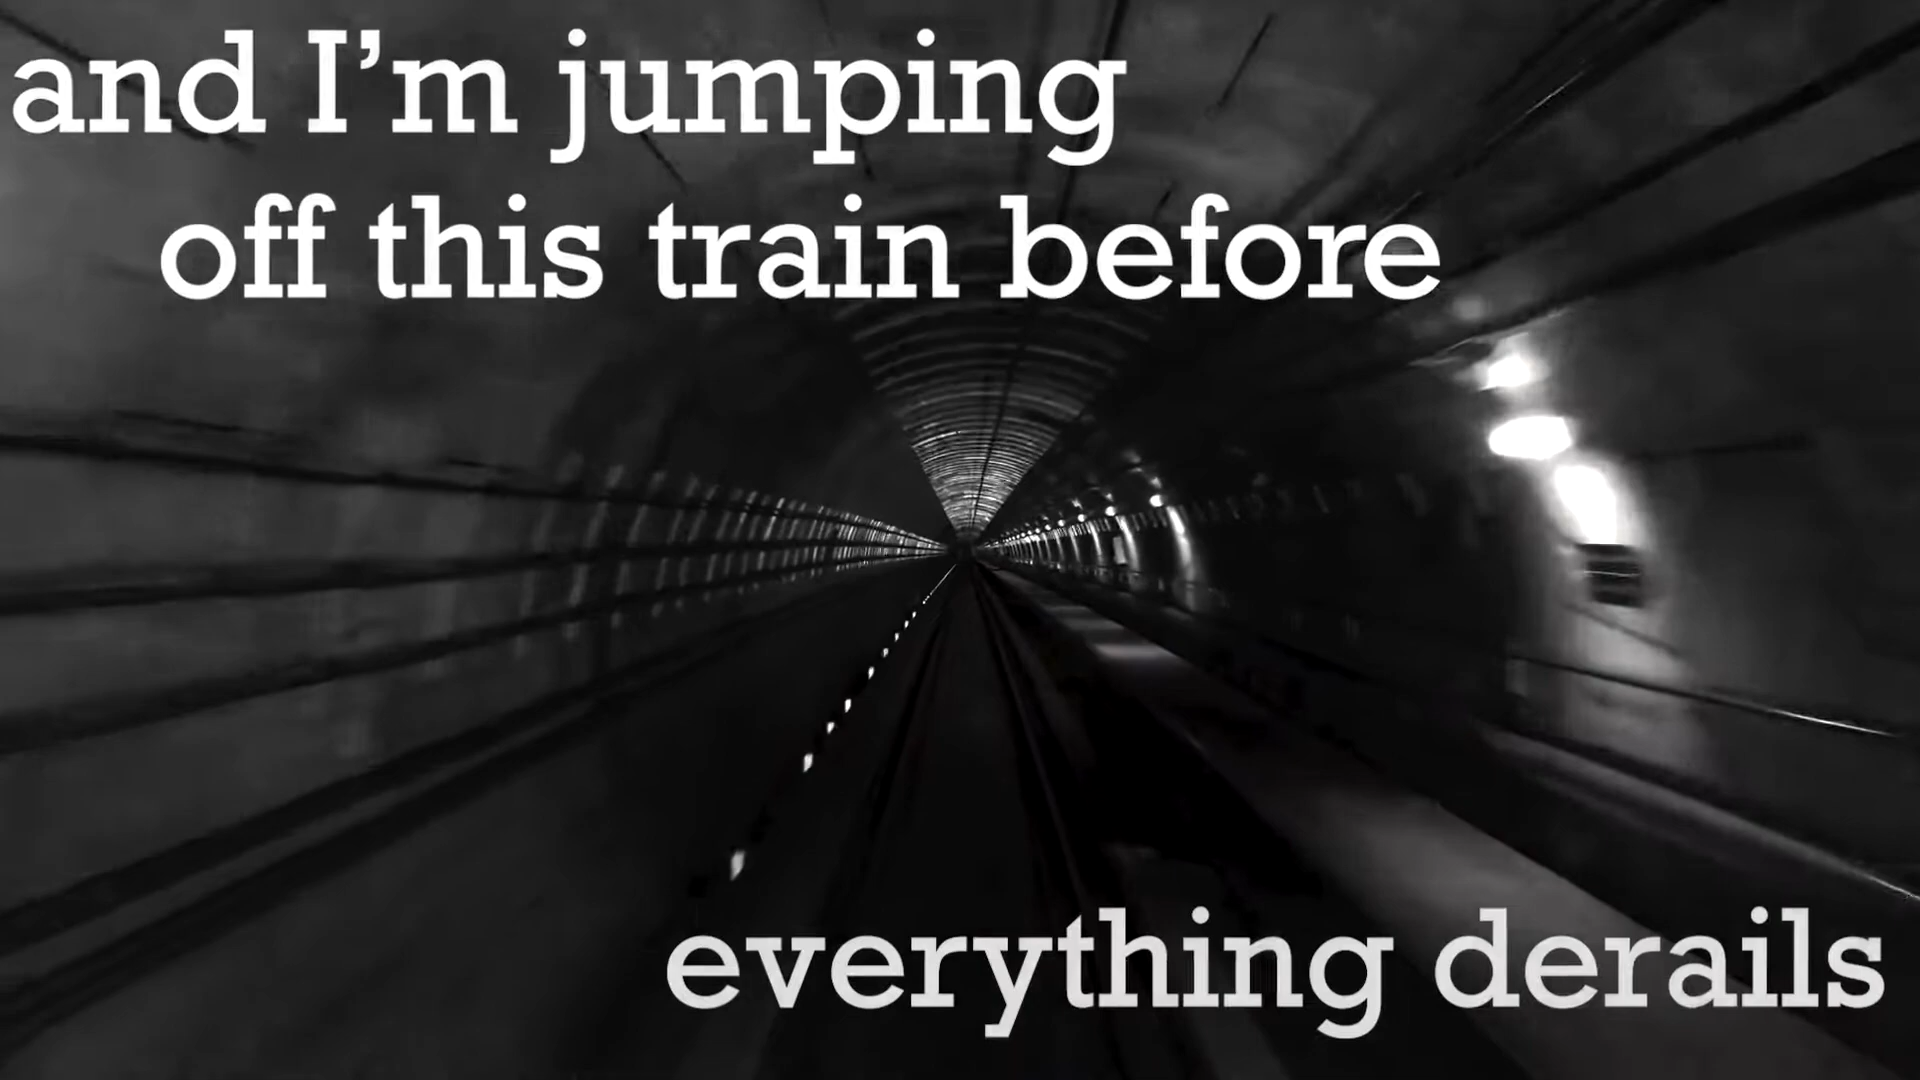 and I’m jumping
off this train before
everything derails